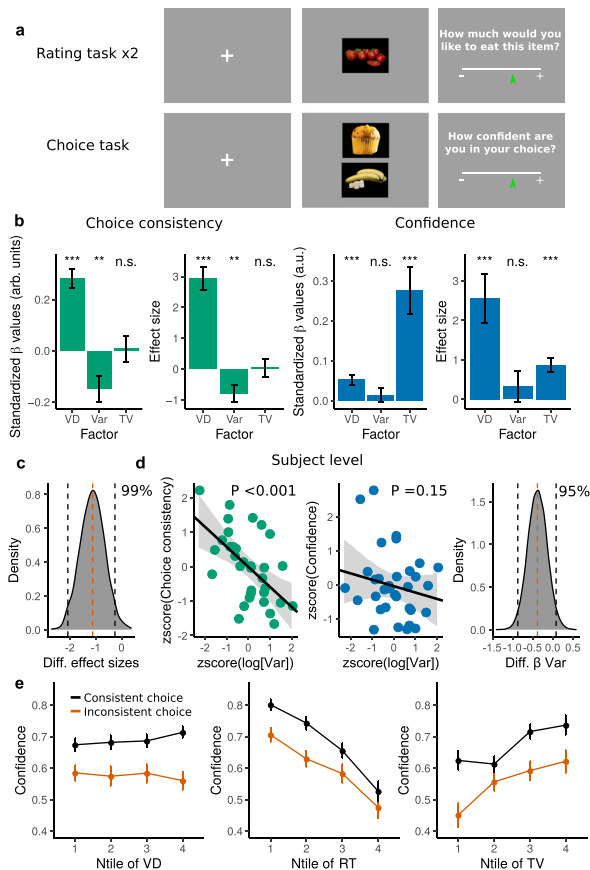 a
Rating task x2
+
How much would you
like to eat this item?
-
+
Choice task
+
How confident are
you in your choice?
-
+
b
Choice consistency
Confidence
Standardized β values (arb. units)
0.2
0.0
−0.2
***
**
n.s.
VD
Var
TV
Factor
Effect size
3
2
1
0
−1
***
**
n.s.
VD
Var
TV
Factor
Standardized β values (a.u.)
0.3
0.2
0.1
0.0
***
n.s.
***
VD
Var
TV
Factor
Effect size
3
2
1
0
***
n.s.
***
VD
Var
TV
Factor
c
99%
Density
0.8
0.6
0.4
0.2
0.0
-2
-1
0
Diff. effect sizes
d
Subject level
P <0.001
zscore(Choice consistency)
2
1
0
-1
-2
-2
-1
0
1
2
zscore(log[Var])
P =0.15
zscore(Confidence)
2
1
0
-1
-2
-1
0
1
2
zscore(log[Var])
95%
Density
1.5
1.0
0.5
0.0
-1.5
-1.0
-0.5
0.0
0.5
Diff. β Var
e
Consistent choice
Inconsistent choice
Confidence
0.8
0.7
0.6
0.5
0.4
1
2
3
4
Ntile of VD
Confidence
0.8
0.7
0.6
0.5
0.4
1
2
3
4
Ntile of RT
Confidence
0.8
0.7
0.6
0.5
0.4
1
2
3
4
Ntile of TV